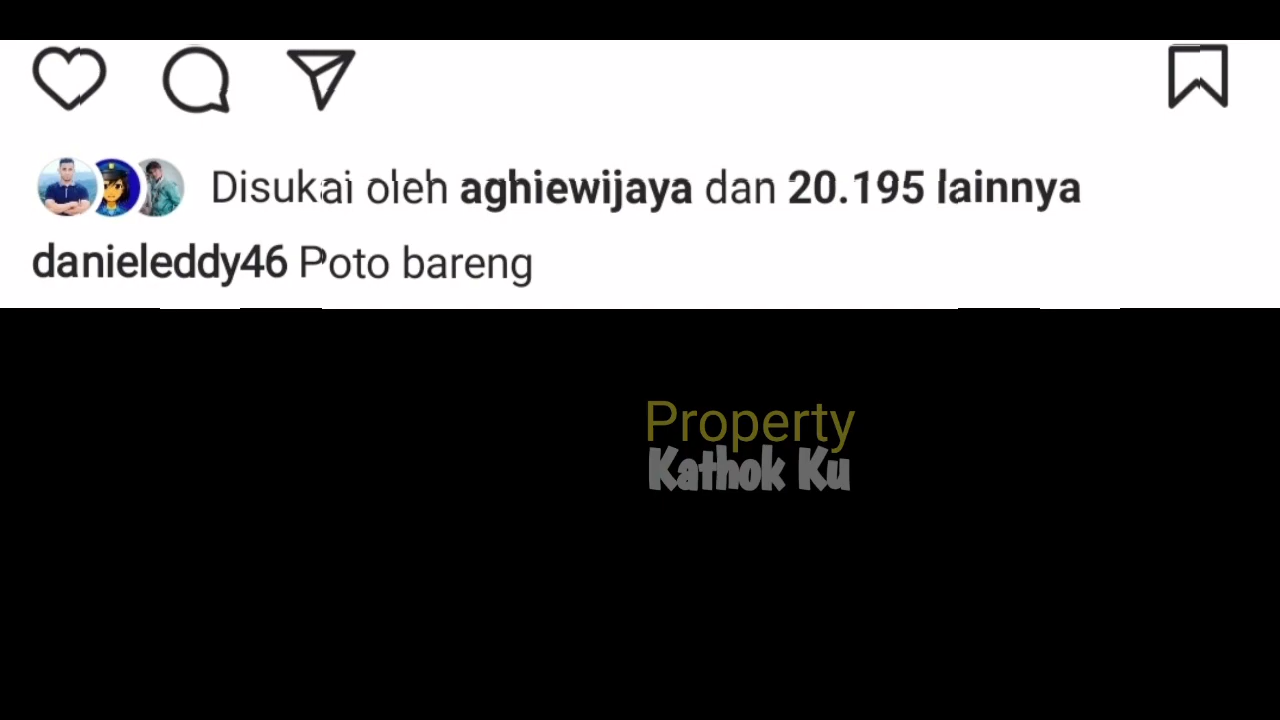 Disukai oleh aghiewijaya dan 20.195 lainnya
danieleddy46 Poto bareng
Property
Kathok Ku